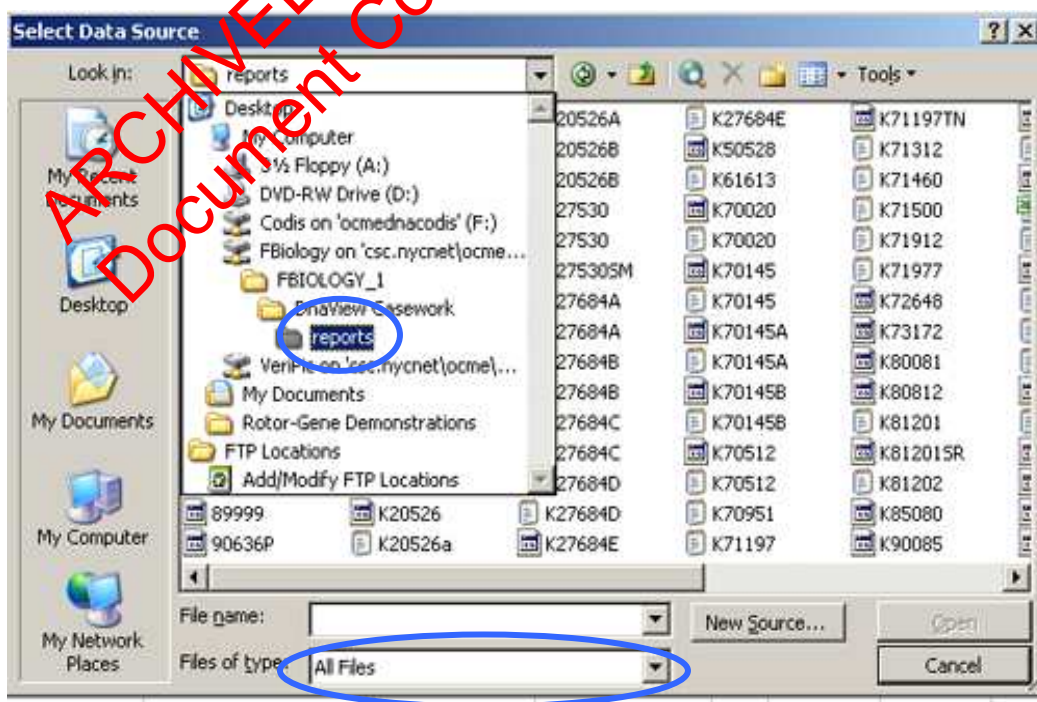 Select Data Source
Look in:
reports
Tools
My Recent
Documents
Desktop
My Documents
My Computer
My Network
Places
Desktop
My Computer
3½ Floppy (A:)
DVD-RW Drive (D:)
Codis on 'ocmednacodis' (F:)
FBiology on 'csc.nycnet\ocme...
FBIOLOGY_1
DnaView Casework
reports
VeriPic on 'csc.nycnet\ocme\...
My Documents
Rotor-Gene Demonstrations
FTP Locations
Add/Modify FTP Locations
89999
90636P
K20526
K20526a
20526A
20526B
20526B
27530
27530
27530SM
27684A
27684A
27684B
27684B
27684C
27684C
27684D
K27684D
K27684E
K27684E
K50528
K61613
K70020
K70020
K70145
K70145
K70145A
K70145A
K70145B
K70145B
K70512
K70512
K70951
K71197
K71197TN
K71312
K71460
K71500
K71912
K71977
K72648
K73172
K80081
K80812
K81201
K81201SR
K81202
K85080
K90085
File name:
New Source...
Open
Files of type:
All Files
Cancel
ARCHIVED
Document Co